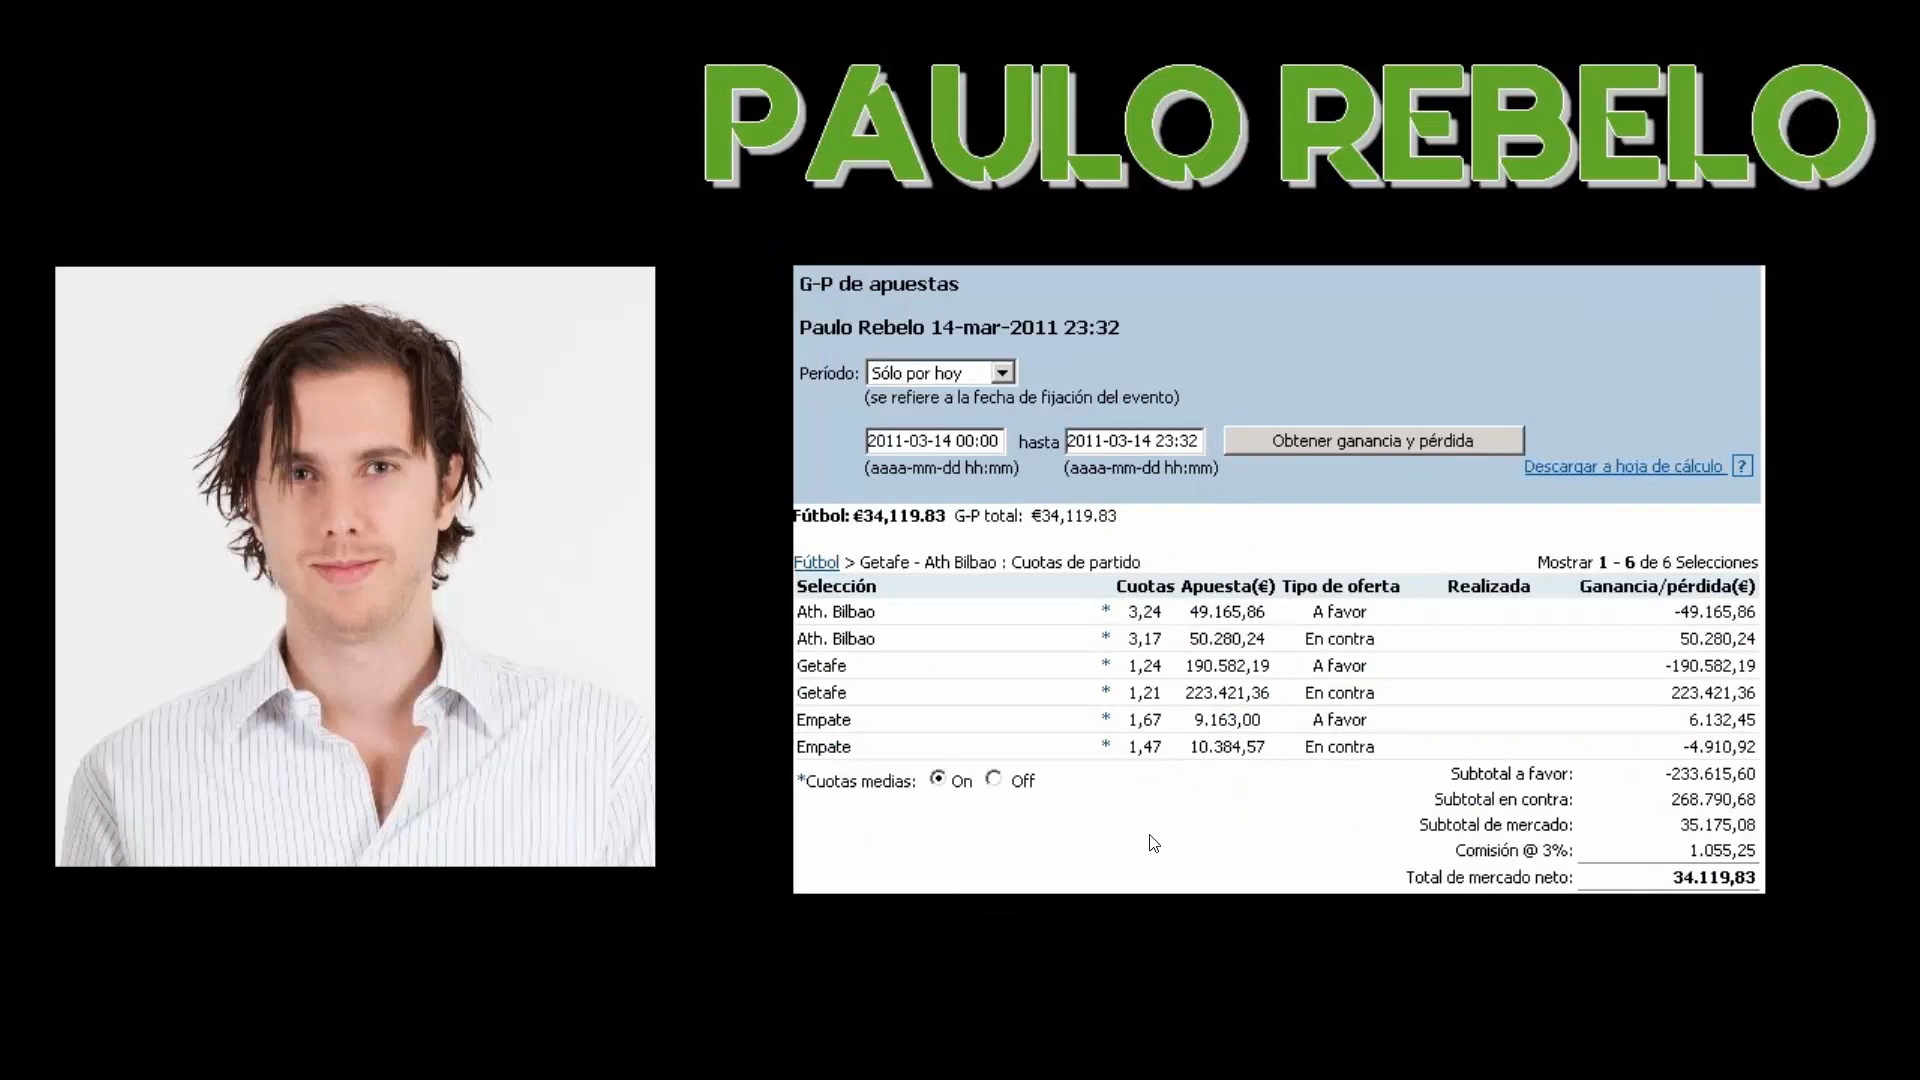 PAULO REBELO
G-P de apuestas
Paulo Rebelo 14-mar-2011 23:32
Período: Sólo por hoy
(se refiere a la fecha de fijación del evento)
2011-03-14 00:00 hasta 2011-03-14 23:32 Obtener ganancia y pérdida
(aaaa-mm-dd hh:mm) (aaaa-mm-dd hh:mm) Descargar a hoja de cálculo ?
Fútbol: €34,119.83 G-P total: €34,119.83
Fútbol > Getafe - Ath Bilbao : Cuotas de partido Mostrar 1 - 6 de 6 Selecciones
Selección Cuotas Apuesta(€) Tipo de oferta Realizada Ganancia/pérdida(€)
Ath. Bilbao * 3,24 49.165,86 A favor -49.165,86
Ath. Bilbao * 3,17 50.280,24 En contra 50.280,24
Getafe * 1,24 190.582,19 A favor -190.582,19
Getafe * 1,21 223.421,36 En contra 223.421,36
Empate * 1,67 9.163,00 A favor 6.132,45
Empate * 1,47 10.384,57 En contra -4.910,92
*Cuotas medias: On Off Subtotal a favor: -233.615,60
Subtotal en contra: 268.790,68
Subtotal de mercado: 35.175,08
Comisión @ 3%: 1.055,25
Total de mercado neto: 34.119,83